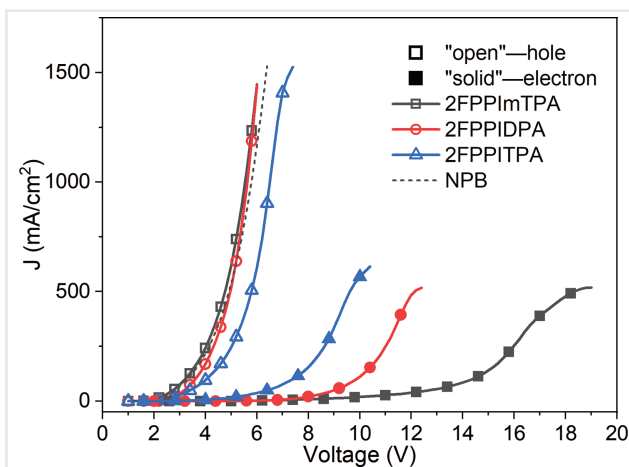 "open"—hole
"solid"—electron
2FPPImTPA
2FPPIDPA
2FPPITPA
NPB
J (mA/cm²)
1500
1000
500
0
0 2 4 6 8 10 12 14 16 18 20
Voltage (V)